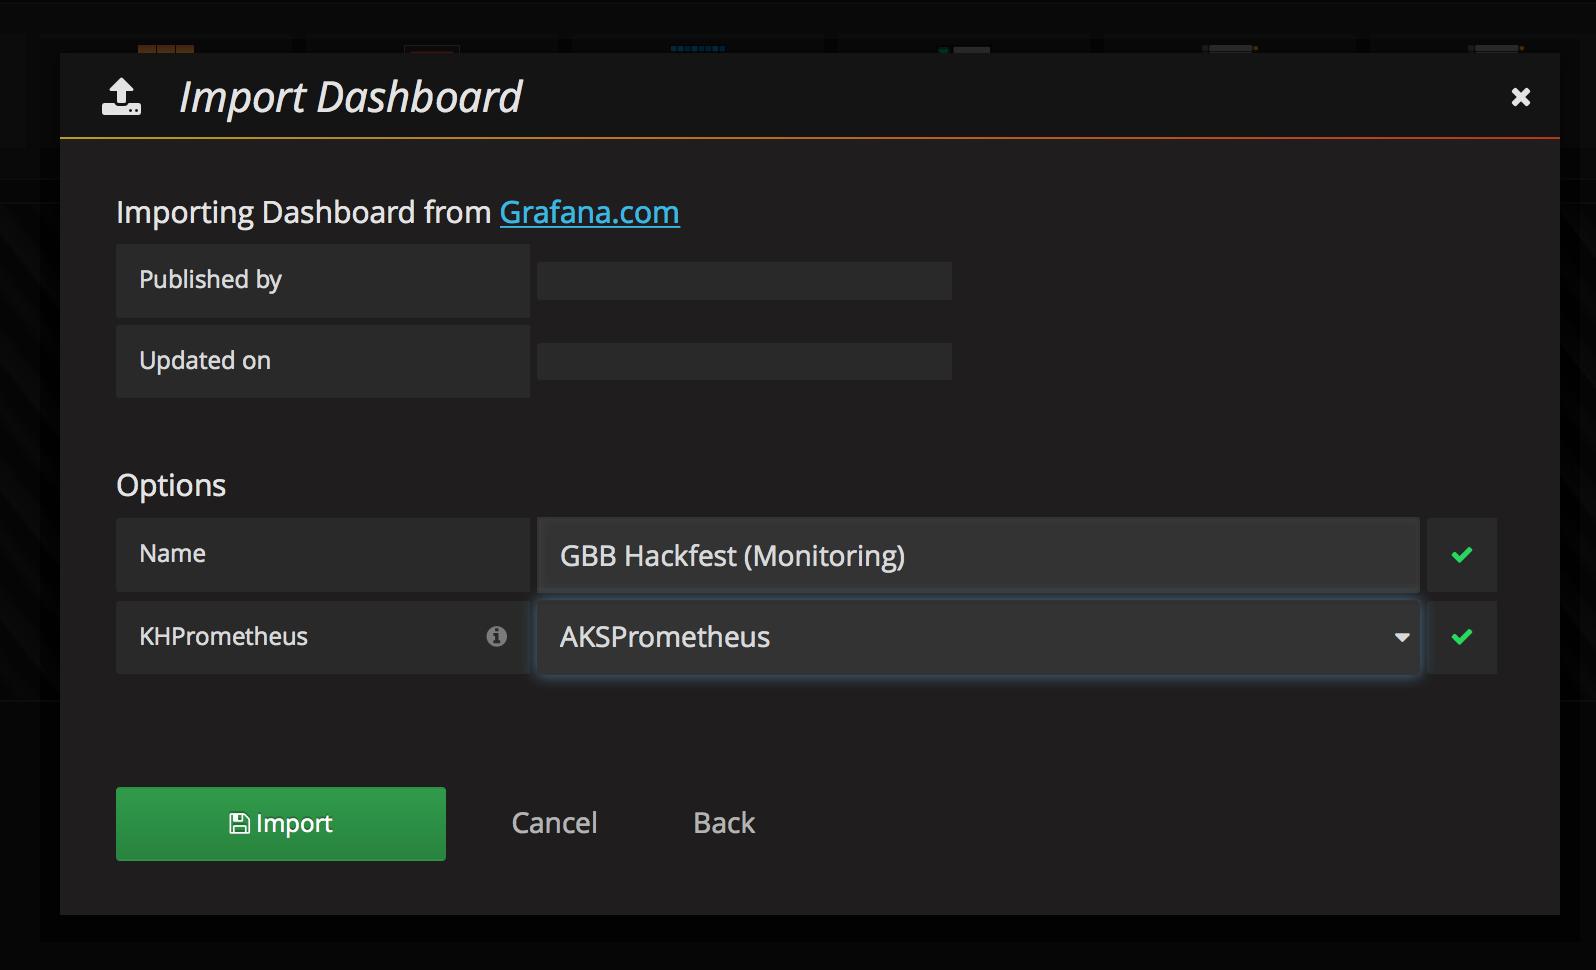 Import Dashboard
Importing Dashboard from Grafana.com
Published by
Updated on
Options
Name GBB Hackfest (Monitoring)
KHPrometheus AKSPrometheus
Import Cancel Back